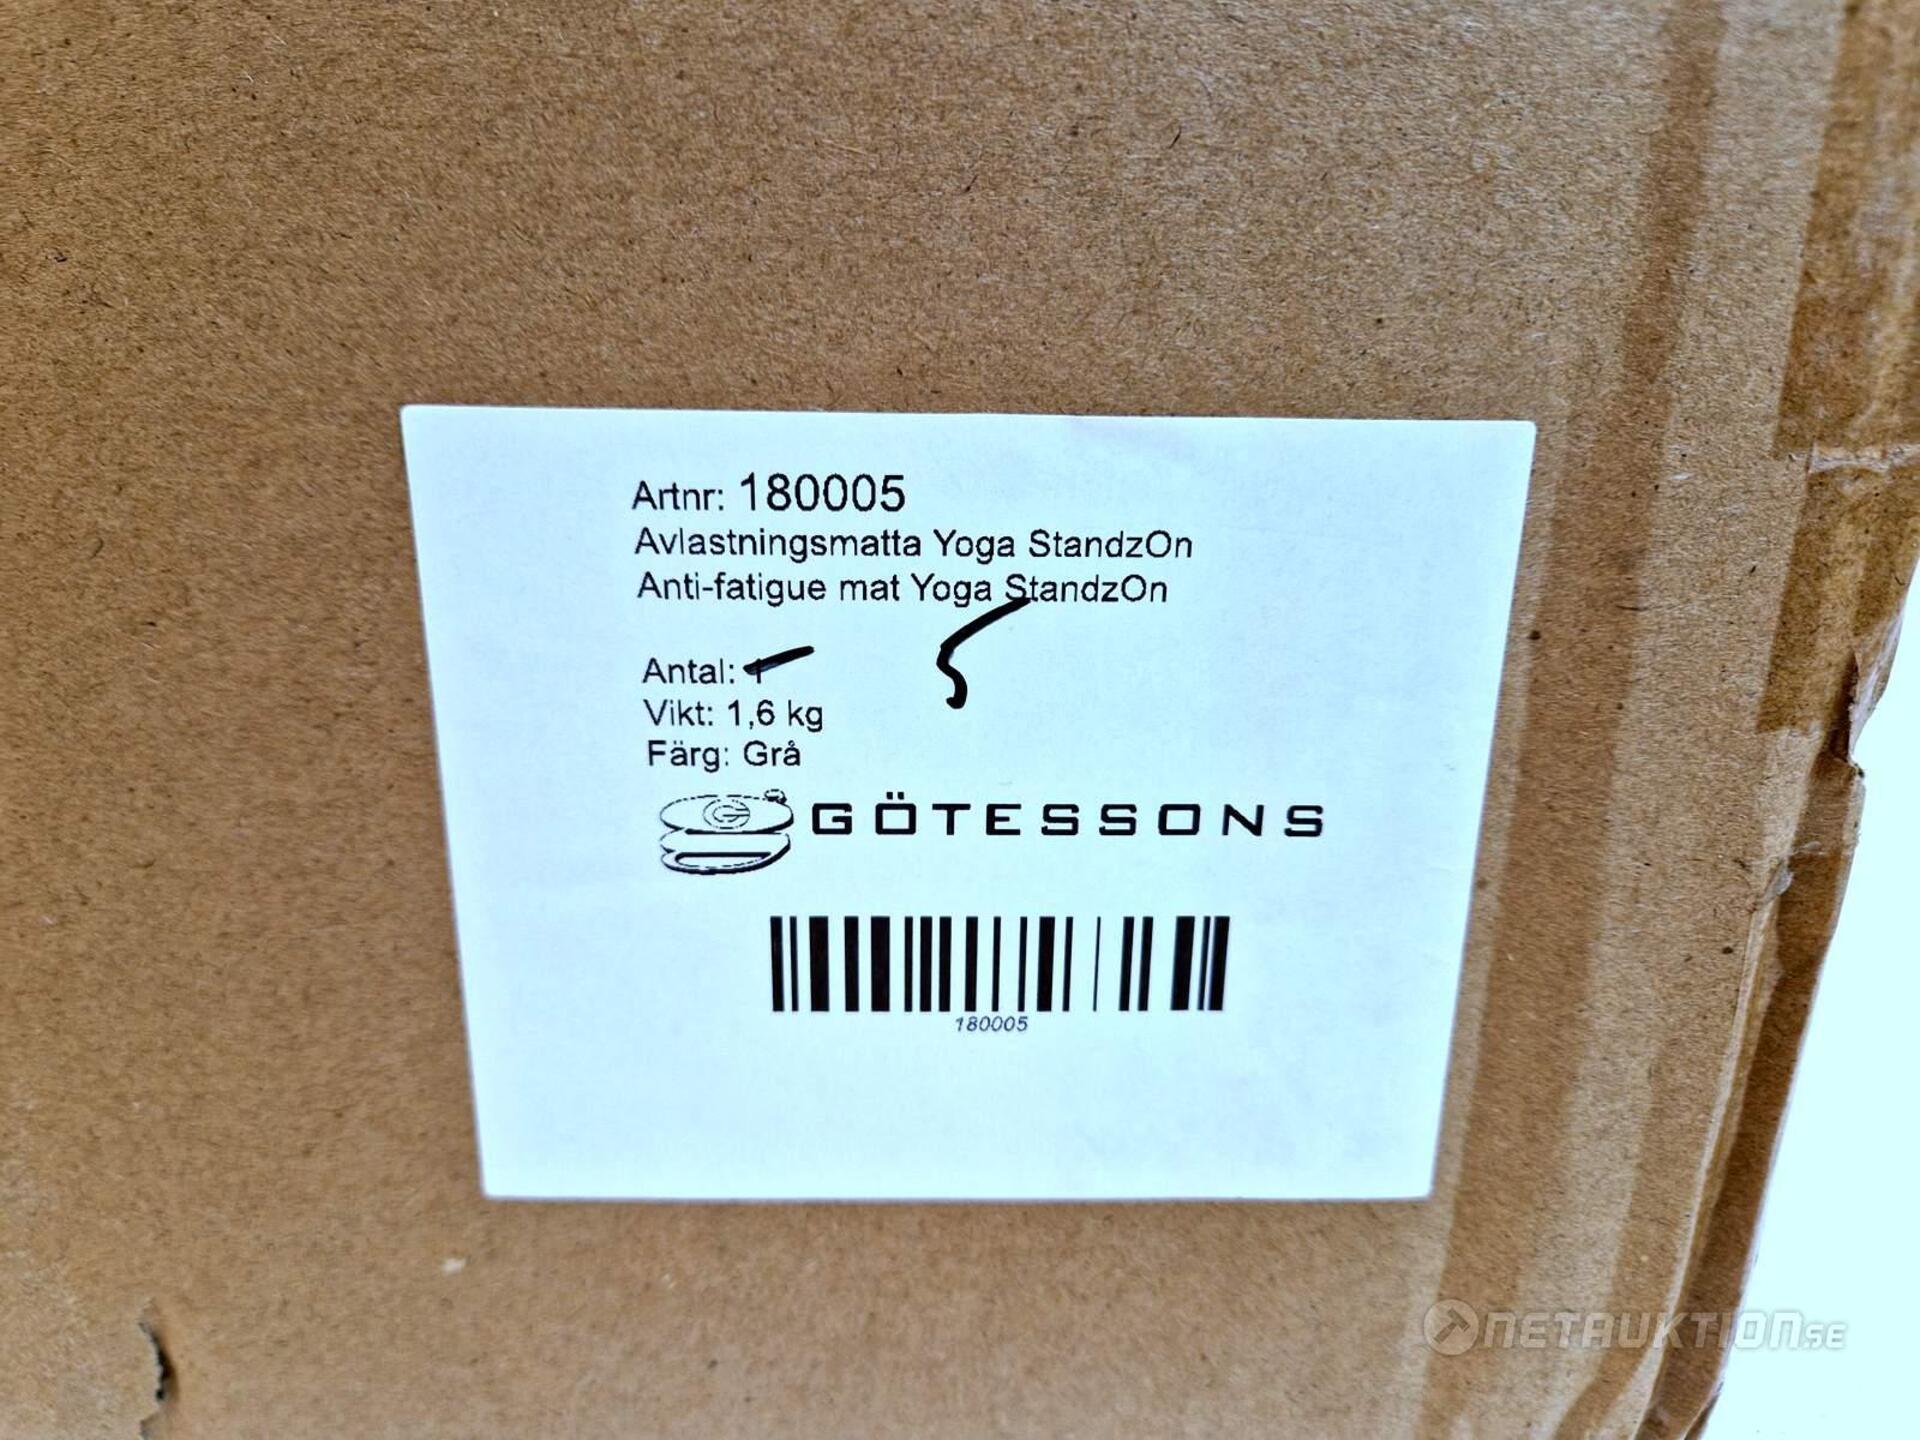 Artnr: 180005
Avlastningsmatta Yoga StandzOn
Anti-fatigue mat Yoga StandzOn
Antal: 1 5
Vikt: 1,6 kg
Färg: Grå
G GÖTESSONS
180005
NETAUKTION.SE